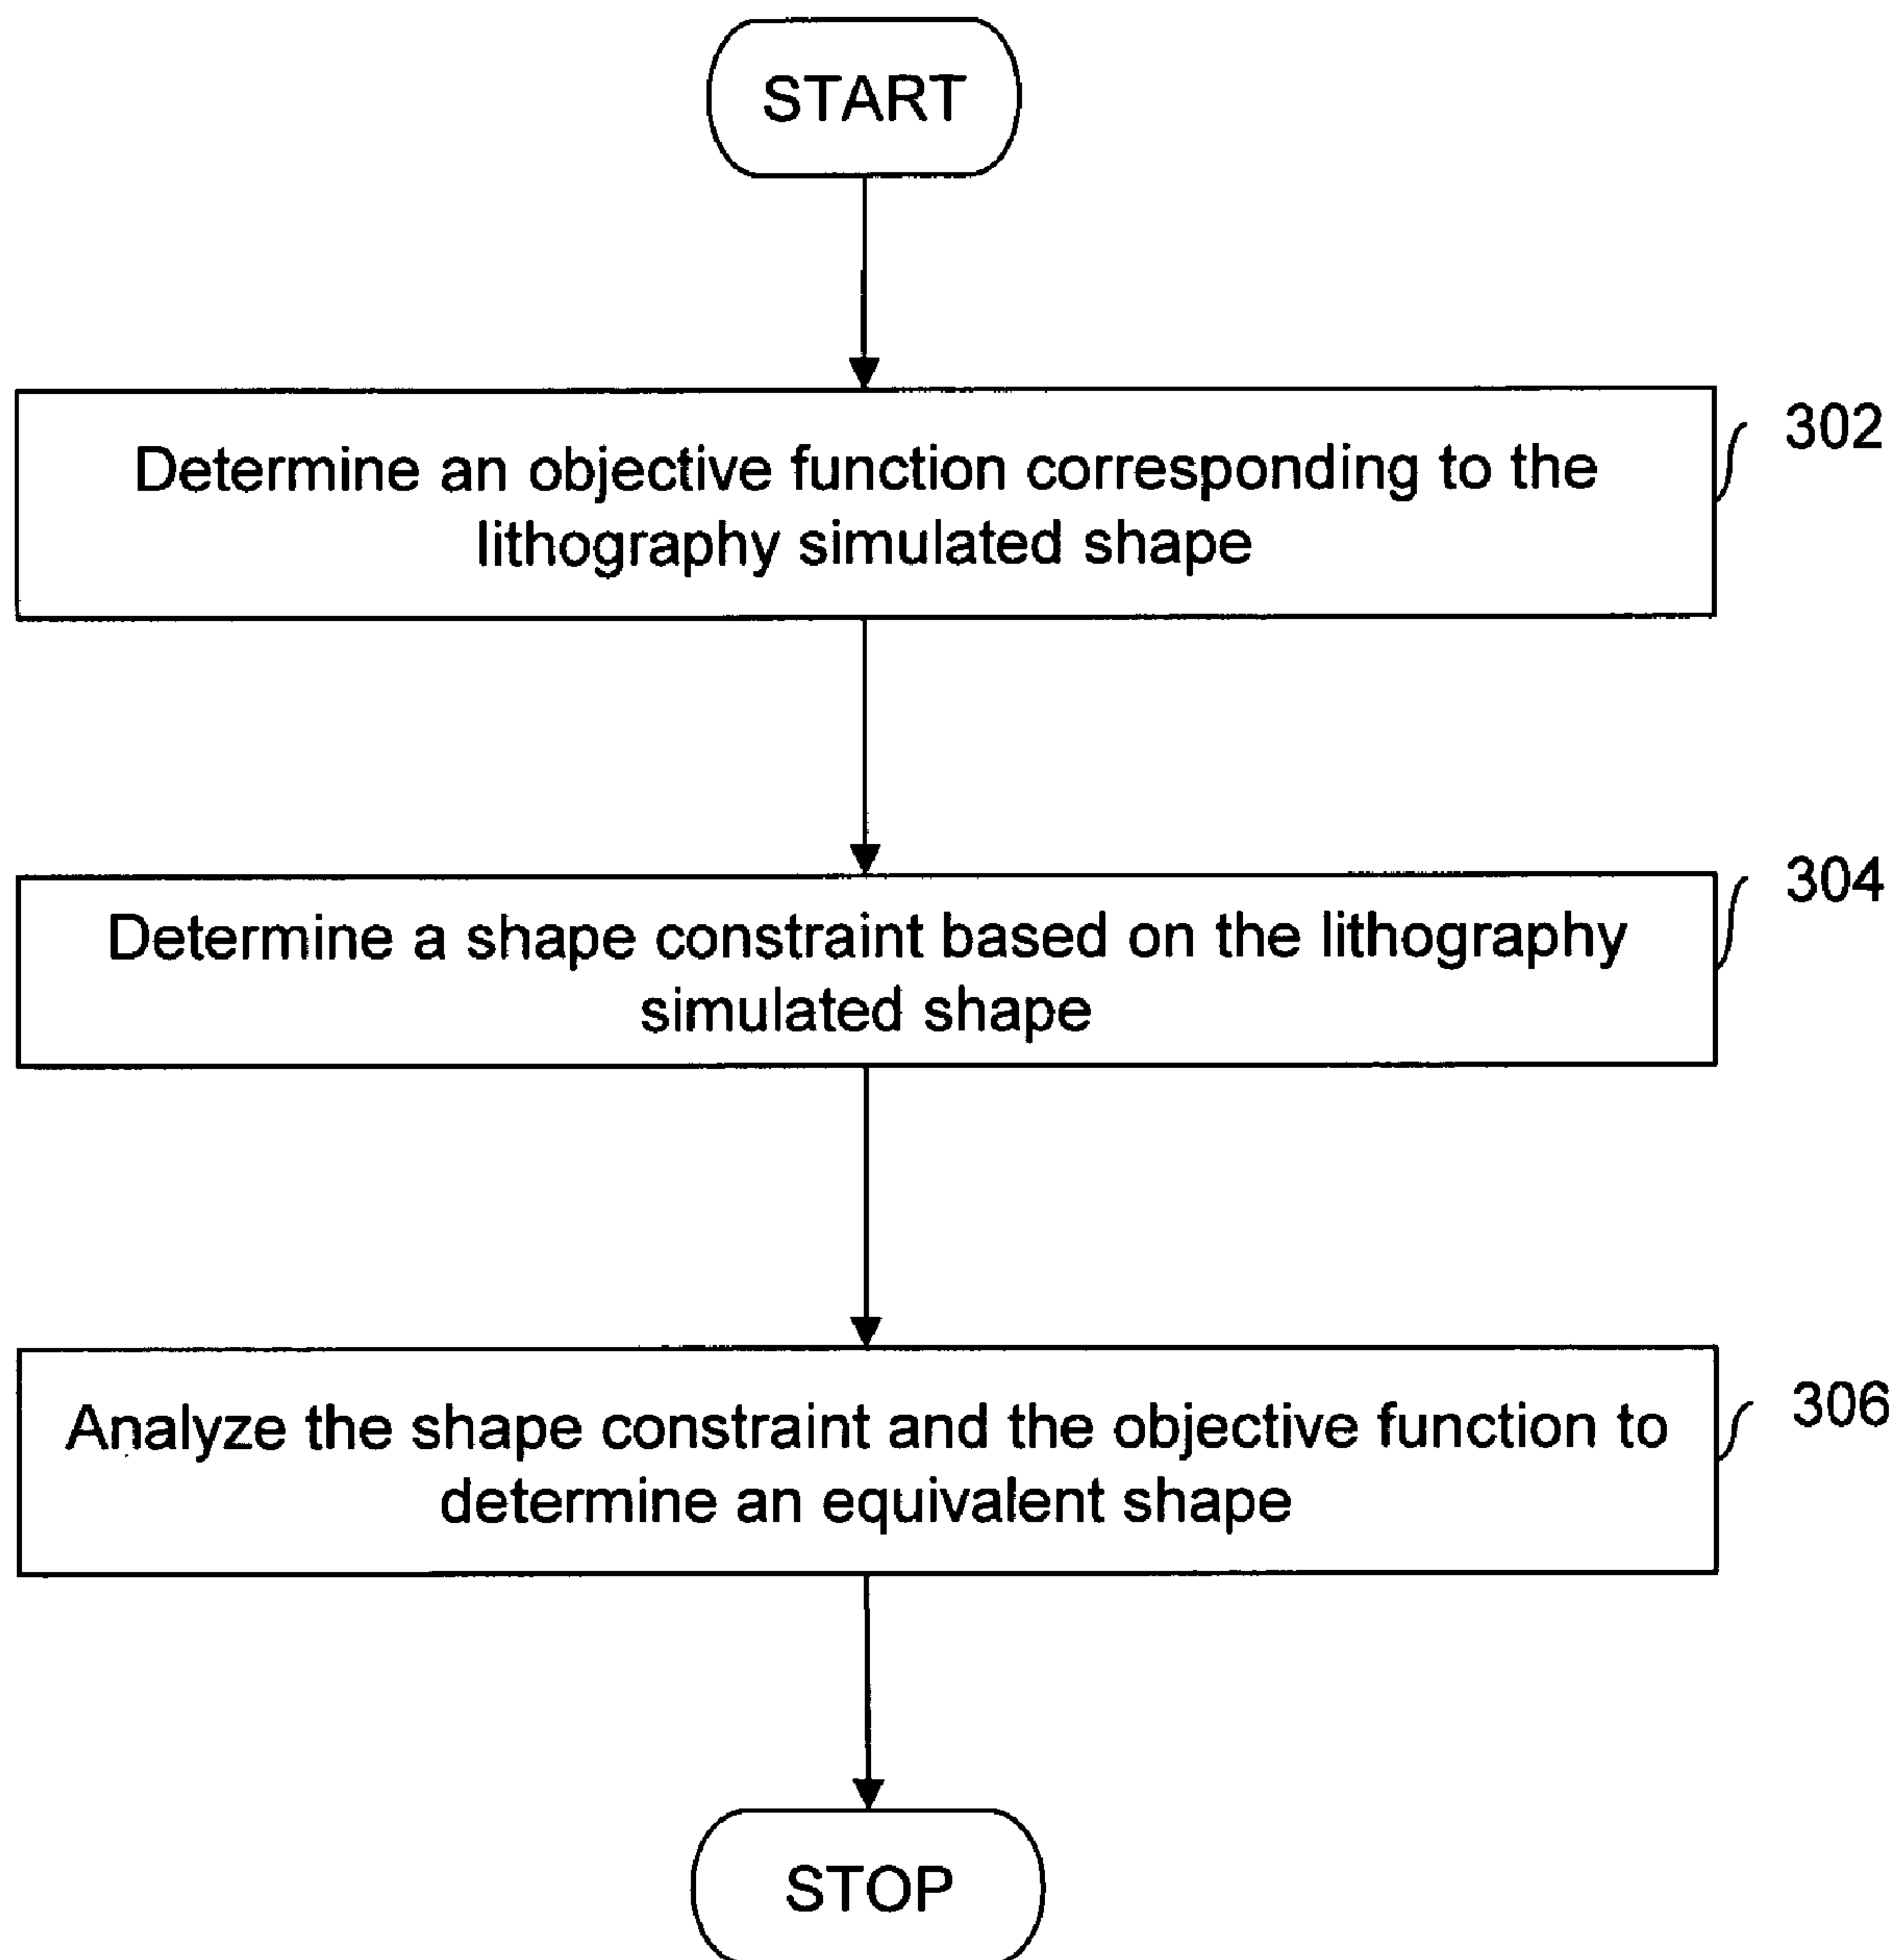 START
Determine an objective function corresponding to the
lithography simulated shape
302
Determine a shape constraint based on the lithography
simulated shape
304
Analyze the shape constraint and the objective function to
determine an equivalent shape
306
STOP